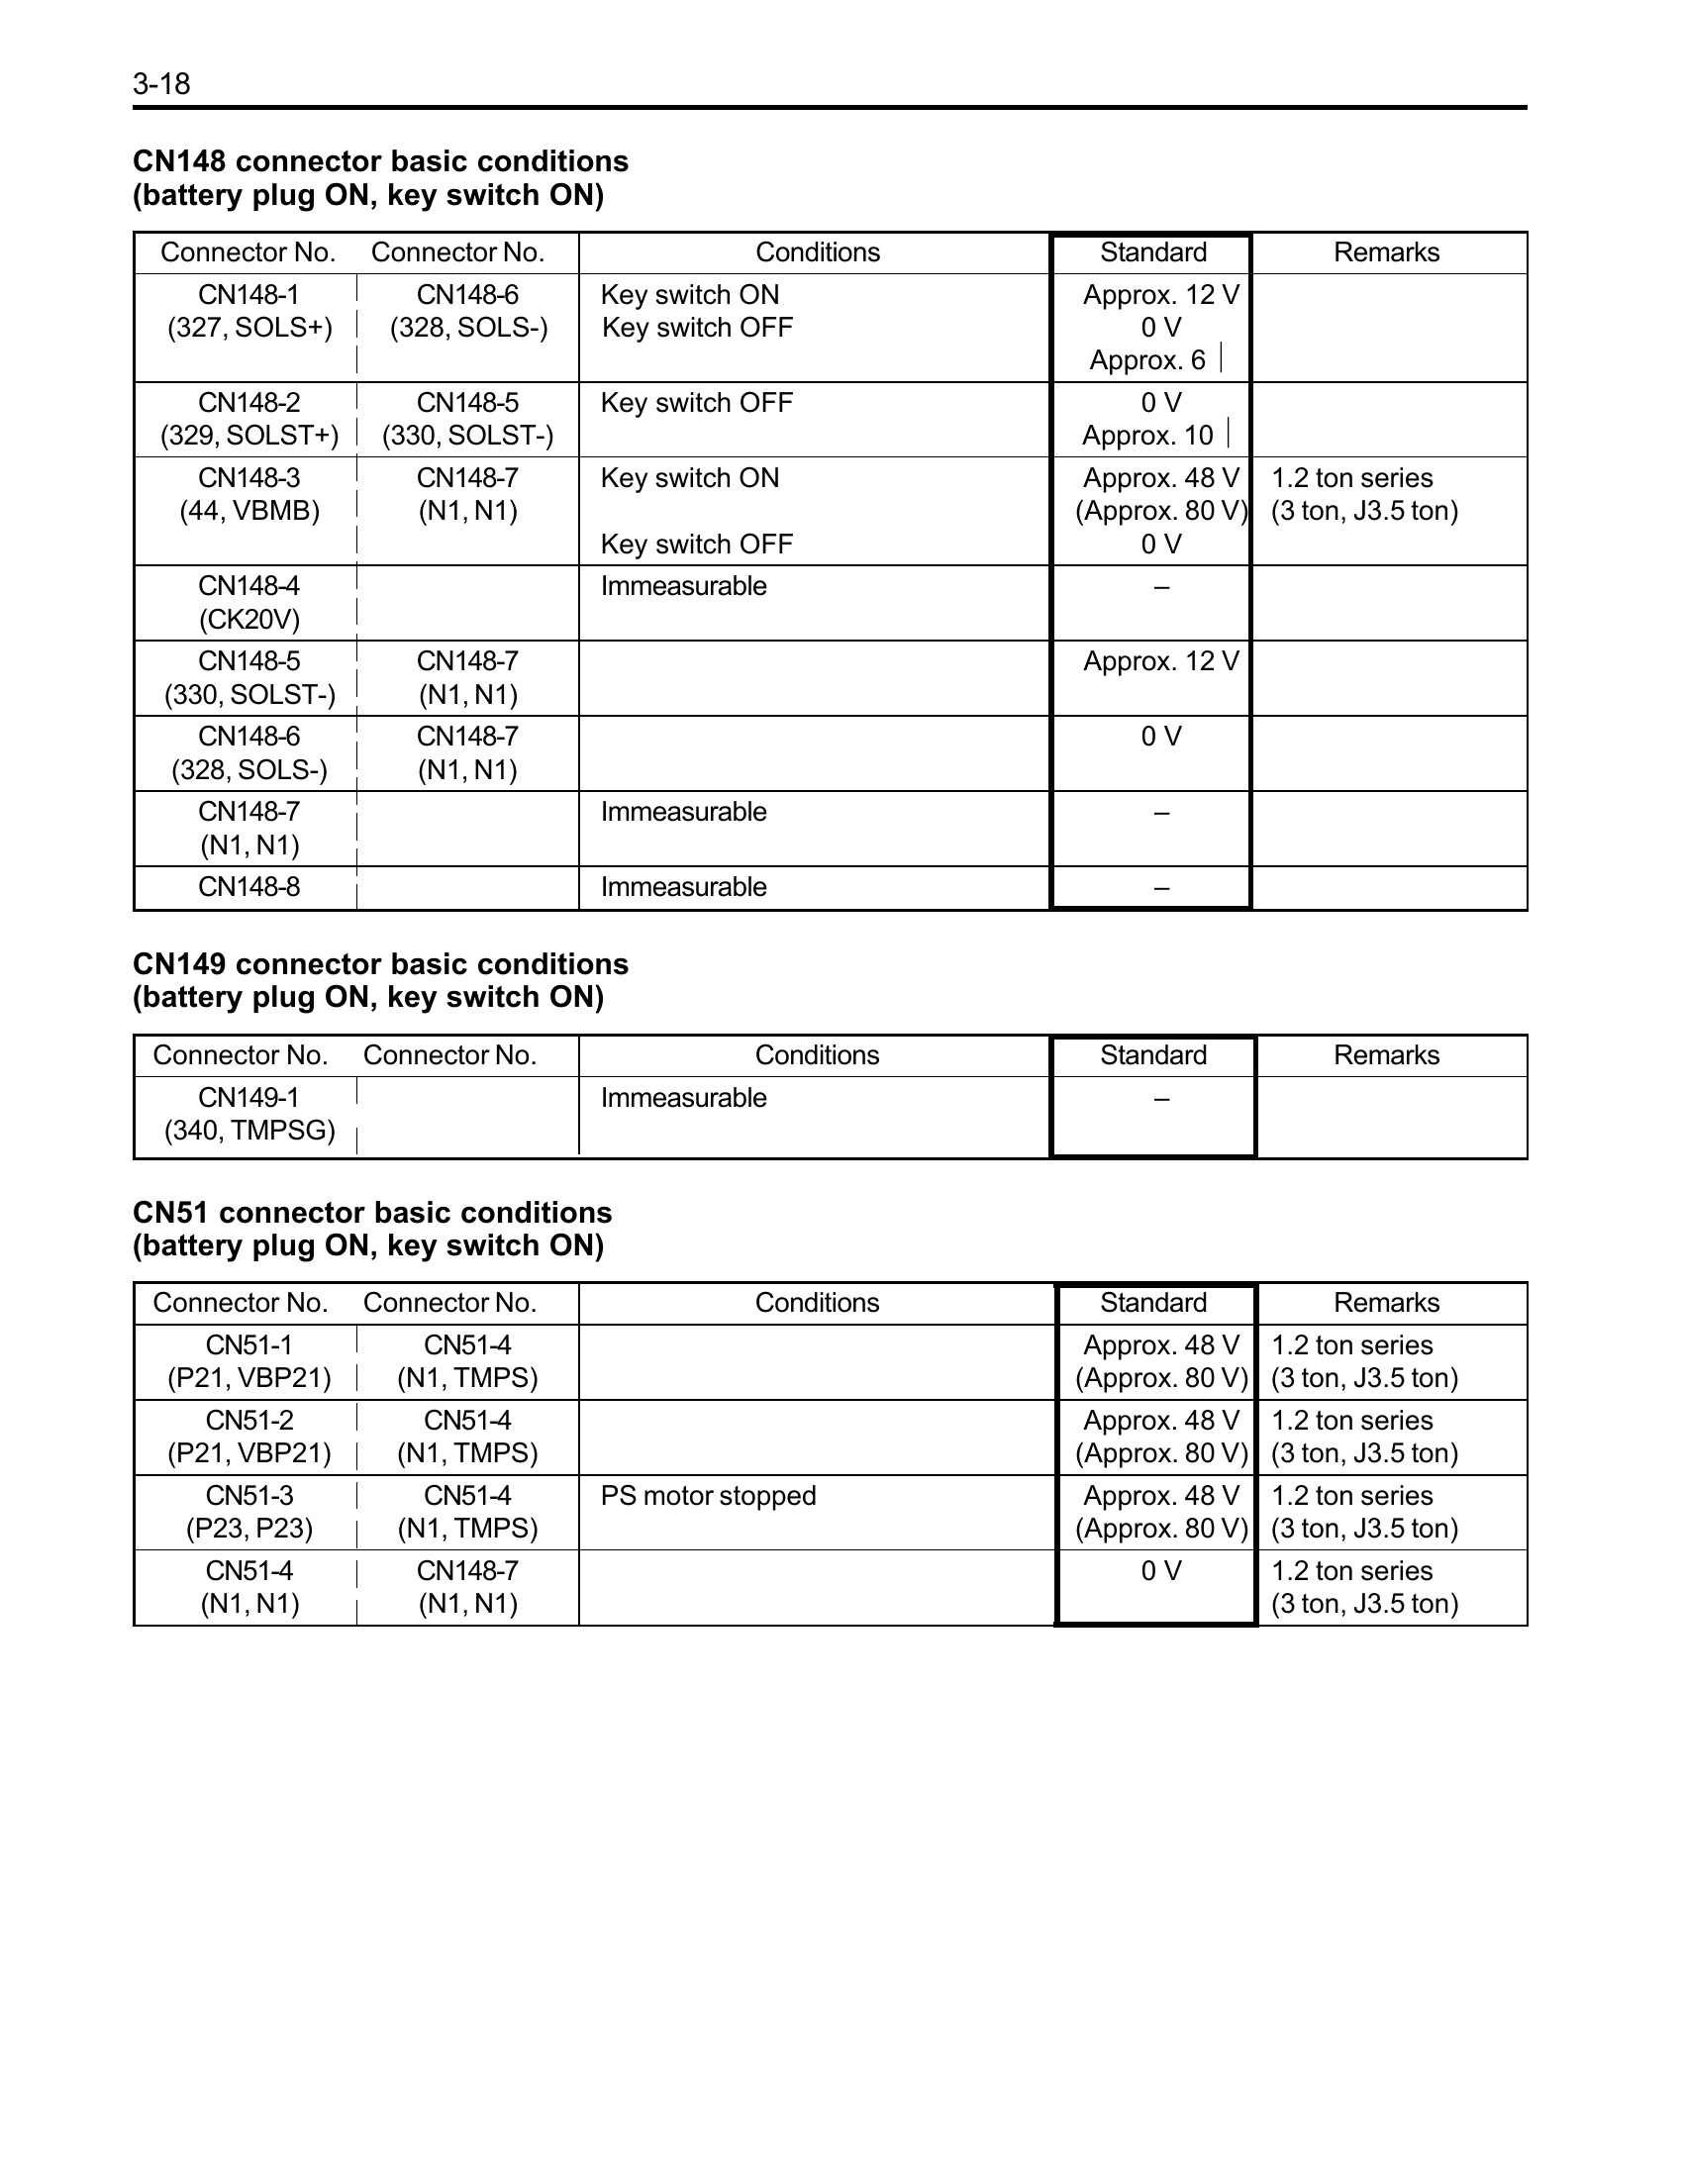 3-18
CN148 connector basic conditions
(battery plug ON, key switch ON)
Connector No. Connector No. Conditions Standard Remarks
CN148-1 CN148-6 Key switch ON Approx. 12 V
(327, SOLS+) (328, SOLS-) Key switch OFF 0 V
Approx. 6 |
CN148-2 CN148-5 Key switch OFF 0 V
(329, SOLST+) (330, SOLST-) Approx. 10 |
CN148-3 CN148-7 Key switch ON Approx. 48 V 1.2 ton series
(44, VBMB) (N1, N1) (Approx. 80 V) (3 ton, J3.5 ton)
Key switch OFF 0 V
CN148-4 Immeasurable –
(CK20V)
CN148-5 CN148-7 Approx. 12 V
(330, SOLST-) (N1, N1)
CN148-6 CN148-7 0 V
(328, SOLS-) (N1, N1)
CN148-7 Immeasurable –
(N1, N1)
CN148-8 Immeasurable –
CN149 connector basic conditions
(battery plug ON, key switch ON)
Connector No. Connector No. Conditions Standard Remarks
CN149-1 Immeasurable –
(340, TMPSG)
CN51 connector basic conditions
(battery plug ON, key switch ON)
Connector No. Connector No. Conditions Standard Remarks
CN51-1 CN51-4 Approx. 48 V 1.2 ton series
(P21, VBP21) (N1, TMPS) (Approx. 80 V) (3 ton, J3.5 ton)
CN51-2 CN51-4 Approx. 48 V 1.2 ton series
(P21, VBP21) (N1, TMPS) (Approx. 80 V) (3 ton, J3.5 ton)
CN51-3 CN51-4 PS motor stopped Approx. 48 V 1.2 ton series
(P23, P23) (N1, TMPS) (Approx. 80 V) (3 ton, J3.5 ton)
CN51-4 CN148-7 0 V 1.2 ton series
(N1, N1) (N1, N1) (3 ton, J3.5 ton)